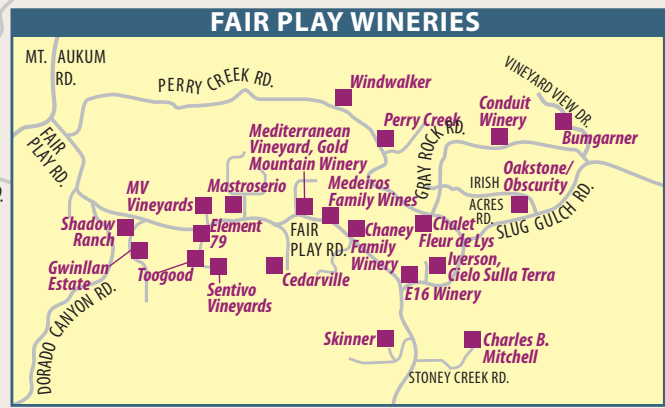 FAIR PLAY WINERIES
MT. AUKUM
RD.
PERRY CREEK RD.
Windwalker
VINEYARD VIEW DR.
Conduit
Winery
Perry Creek
Bumgarner
FAIR
PLAY RD.
Mediterranean
Vineyard, Gold
Mountain Winery
GRAY ROCK RD.
Oakstone/
Obscurity
IRISH
ACRES
RD.
SLUG GULCH RD.
MV
Vineyards
Mastroserio
Medeiros
Family Wines
Shadow
Ranch
Element
79
FAIR
PLAY RD.
Chaney
Family
Winery
Chalet
Fleur de Lys
Gwinllan
Estate
Toogood
Sentivo
Vineyards
Cedarville
Iverson,
Cielo Sulla Terra
E16 Winery
DORADO CANYON RD.
Skinner
Charles B.
Mitchell
STONEY CREEK RD.